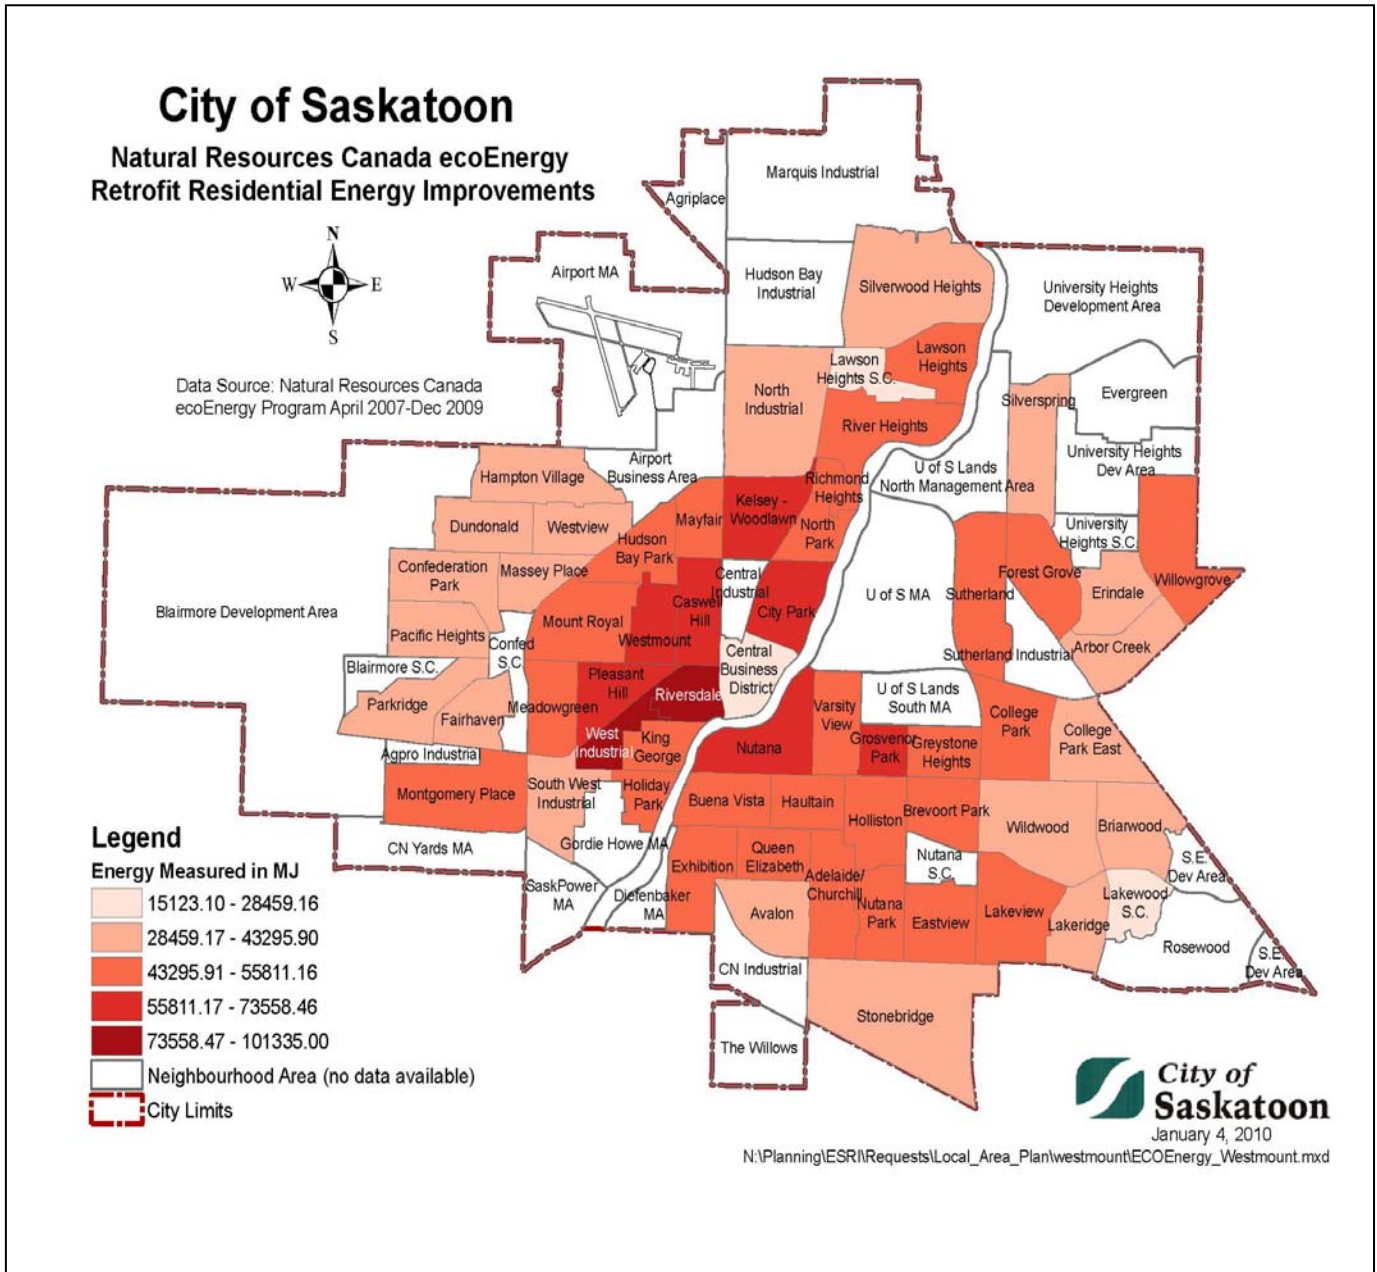 City of Saskatoon
Natural Resources Canada ecoEnergy
Retrofit Residential Energy Improvements
N
W
E
S
Data Source: Natural Resources Canada
ecoEnergy Program April 2007-Dec 2009
Marquis Industrial
Agriplace
Airport MA
Hudson Bay
Industrial
Silverwood Heights
University Heights
Development Area
Lawson
Heights S.C.
Lawson
Heights
North
Industrial
Silverspring
Evergreen
River Heights
Airport
Business Area
U of S Lands
North Management Area
University Heights
Dev Area
Hampton Village
Richmond
Heights
Kelsey -
Woodlawn
Mayfair
North
Park
Dundonald
Westview
Hudson
Bay Park
University
Heights S.C.
Confederation
Park
Massey Place
Central
Industrial
Forest Grove
Willowgrove
Blairmore Development Area
Caswell
Hill
City Park
U of S MA
Sutherland
Erindale
Mount Royal
Westmount
Pacific Heights
Confed
S.C.
Central
Business
District
Sutherland Industrial
Arbor Creek
Blairmore S.C.
Pleasant
Hill
Riversdale
U of S Lands
South MA
Parkridge
Fairhaven
Meadowgreen
Varsity
View
College
Park
West
Industrial
King
George
Nutana
Grosvenor
Park
Greystone
Heights
College
Park East
Agpro Industrial
Montgomery Place
South West
Industrial
Holiday
Park
Buena Vista
Haultain
Holliston
Brevoort Park
Wildwood
Briarwood
CN Yards MA
Gordie Howe MA
Exhibition
Queen
Elizabeth
Nutana
S.C.
S.E.
Dev Area
SaskPower
MA
Diefenbaker
MA
Adelaide/
Churchill
Nutana
Park
Lakewood
S.C.
Avalon
Eastview
Lakeview
Lakeridge
Rosewood
S.E.
Dev Area
CN Industrial
Stonebridge
The Willows
Legend
Energy Measured in MJ
15123.10 - 28459.16
28459.17 - 43295.90
43295.91 - 55811.16
55811.17 - 73558.46
73558.47 - 101335.00
Neighbourhood Area (no data available)
City Limits
City of
Saskatoon
January 4, 2010
N:\Planning\ESRI\Requests\Local_Area_Plan\westmount\ECOEnergy_Westmount.mxd